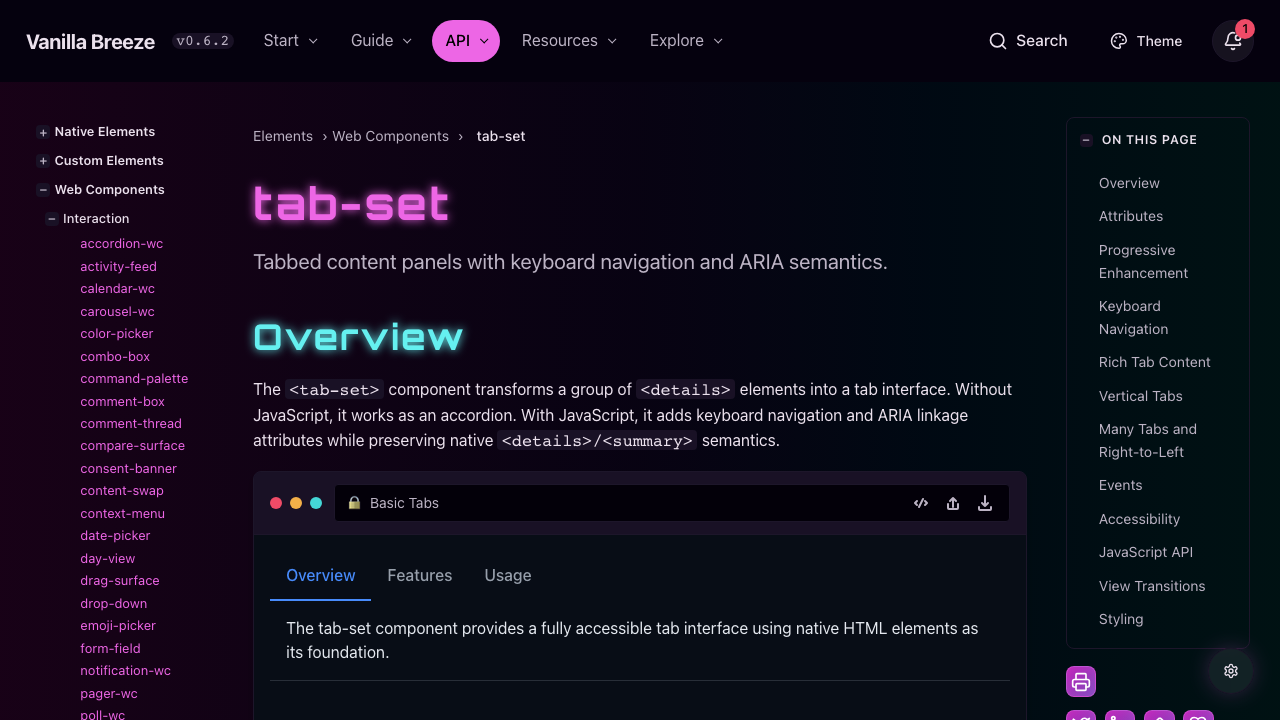 Vanilla Breeze v0.6.2 Start Guide API Resources Explore Search Theme 1
+ Native Elements
+ Custom Elements
− Web Components
− Interaction
accordion-wc
activity-feed
calendar-wc
carousel-wc
color-picker
combo-box
command-palette
comment-box
comment-thread
compare-surface
consent-banner
content-swap
context-menu
date-picker
day-view
drag-surface
drop-down
emoji-picker
form-field
notification-wc
pager-wc
poll-wc
Elements › Web Components › tab-set
tab-set
Tabbed content panels with keyboard navigation and ARIA semantics.
Overview
The <tab-set> component transforms a group of <details> elements into a tab interface. Without
JavaScript, it works as an accordion. With JavaScript, it adds keyboard navigation and ARIA linkage
attributes while preserving native <details>/<summary> semantics.
Basic Tabs
Overview Features Usage
The tab-set component provides a fully accessible tab interface using native HTML elements as
its foundation.
− ON THIS PAGE
Overview
Attributes
Progressive
Enhancement
Keyboard
Navigation
Rich Tab Content
Vertical Tabs
Many Tabs and
Right-to-Left
Events
Accessibility
JavaScript API
View Transitions
Styling